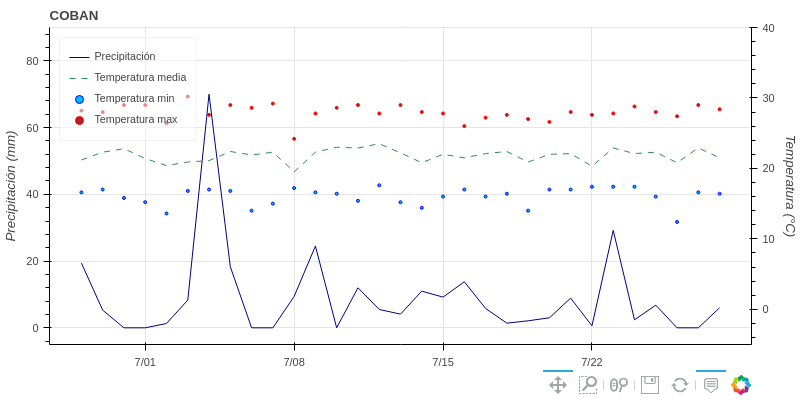 COBAN
Precipitación
Temperatura media
Temperatura min
Temperatura max
Precipitación (mm)
80
60
40
20
0
Temperatura (°C)
40
30
20
10
0
7/01
7/08
7/15
7/22